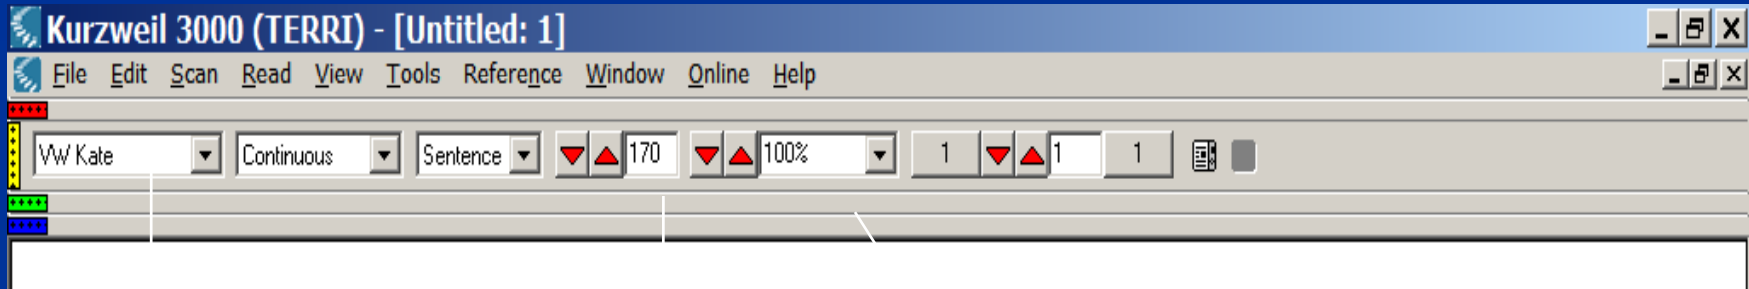 Kurzweil 3000 (TERRI) - [Untitled: 1]
File Edit Scan Read View Tools Reference Window Online Help
VW Kate Continuous Sentence 170 100% 1 1 1